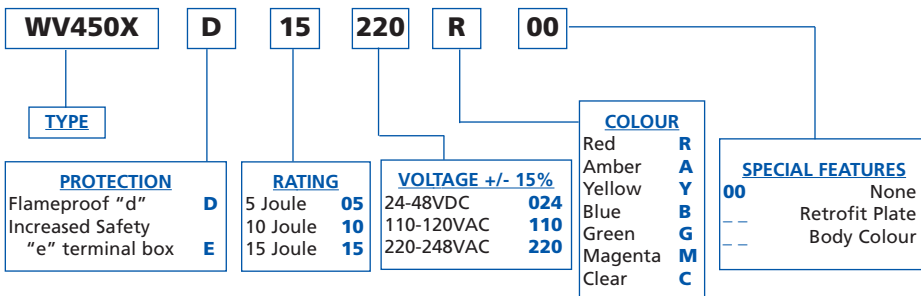 WV450X D 15 220 R 00
TYPE
PROTECTION
Flameproof “d” D
Increased Safety
“e” terminal box E
RATING
5 Joule 05
10 Joule 10
15 Joule 15
VOLTAGE +/- 15%
24-48VDC 024
110-120VAC 110
220-248VAC 220
COLOUR
Red R
Amber A
Yellow Y
Blue B
Green G
Magenta M
Clear C
SPECIAL FEATURES
00 None
_ _ Retrofit Plate
_ _ Body Colour